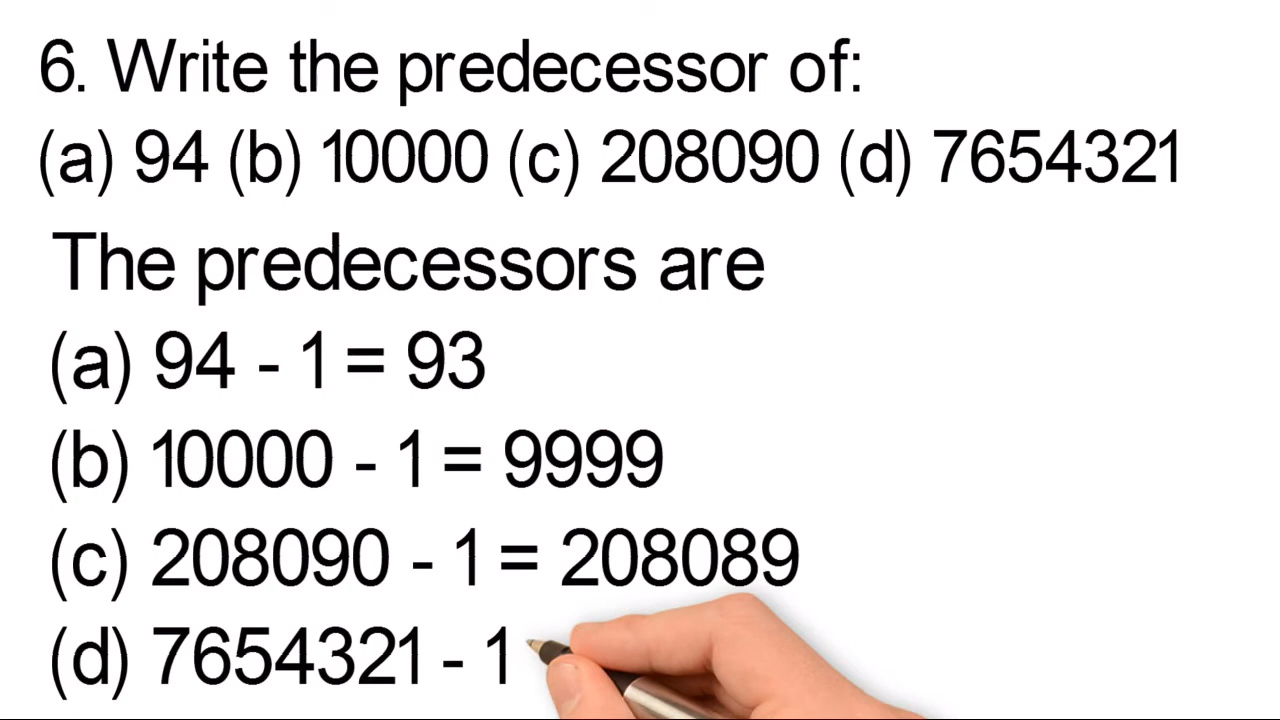 6. Write the predecessor of:
(a) 94 (b) 10000 (c) 208090 (d) 7654321
The predecessors are
(a) 94 - 1 = 93
(b) 10000 - 1 = 9999
(c) 208090 - 1 = 208089
(d) 7654321 - 1